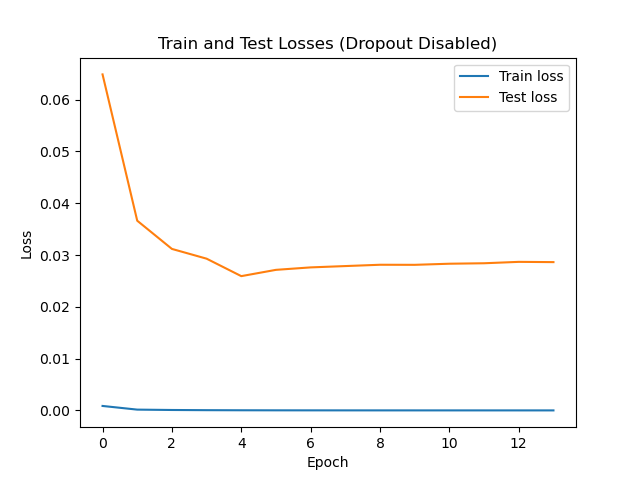 Train and Test Losses (Dropout Disabled)
Train loss
Test loss
0.06
0.05
0.04
0.03
0.02
0.01
0.00
Loss
0 2 4 6 8 10 12
Epoch